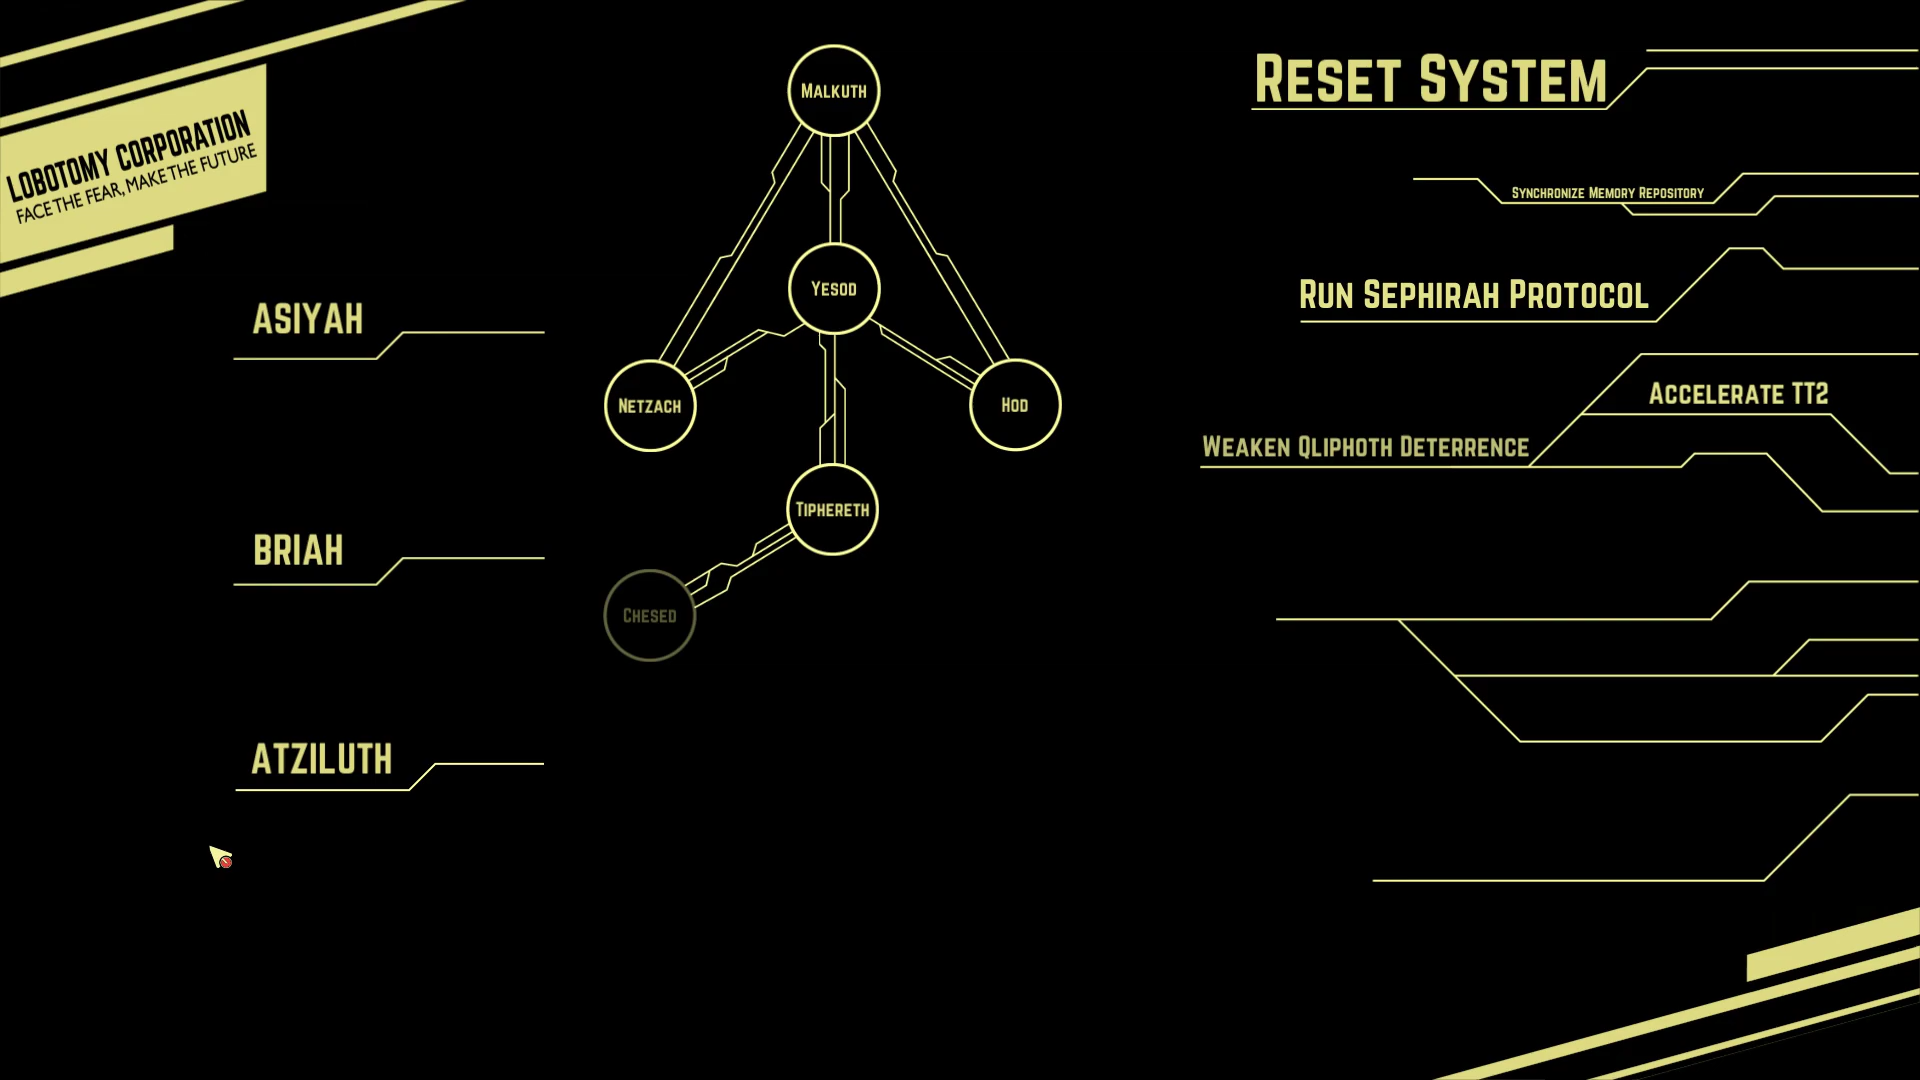 LOBOTOMY CORPORATION
FACE THE FEAR, MAKE THE FUTURE
ASIYAH
BRIAH
ATZILUTH
MALKUTH
YESOD
NETZACH
HOD
TIPHERETH
CHESED
RESET SYSTEM
SYNCHRONIZE MEMORY REPOSITORY
RUN SEPHIRAH PROTOCOL
ACCELERATE TT2
WEAKEN QLIPHOTH DETERRENCE